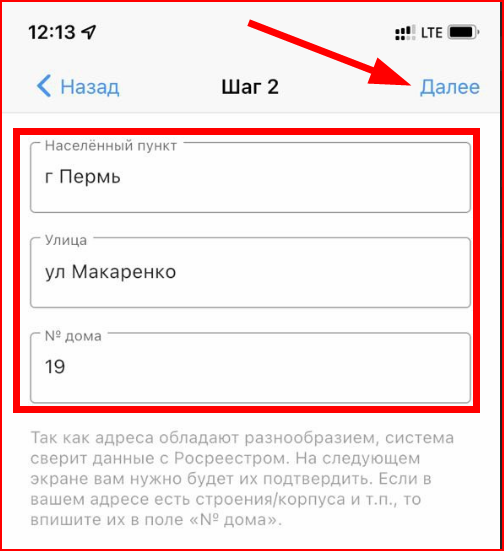 12:13 LTE
Назад Шаг 2 Далее
Населённый пункт
г Пермь
Улица
ул Макаренко
№ дома
19
Так как адреса обладают разнообразием, система
сверит данные с Росреестром. На следующем
экране вам нужно будет их подтвердить. Если в
вашем адресе есть строения/корпуса и т.п., то
впишите их в поле «№ дома».